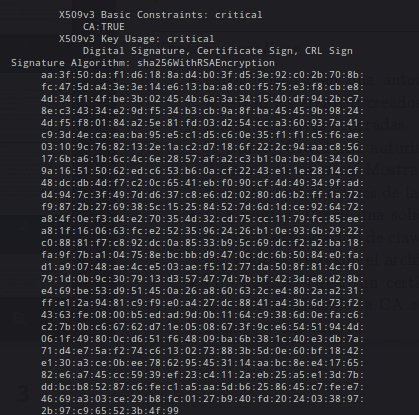 X509v3 Basic Constraints: critical
CA:TRUE
X509v3 Key Usage: critical
Digital Signature, Certificate Sign, CRL Sign
Signature Algorithm: sha256WithRSAEncryption
aa:3f:50:da:f1:d6:18:8a:d4:b0:3f:d5:3e:92:c0:2b:70:8b:
fc:47:5d:a4:3e:3e:14:e6:13:ba:a8:c0:f5:75:e3:f8:cb:e8:
4d:34:f1:4f:be:3b:02:45:4b:6a:3a:34:15:40:df:94:2b:c7:
8e:c3:43:34:e2:9d:f5:34:b3:cb:9a:8f:ba:45:45:9b:98:24:
4d:f5:f8:01:84:a2:5e:81:fd:03:d2:54:cc:a3:60:93:7a:41:
c9:3d:4e:ca:ea:ba:95:e5:c1:d5:c6:0e:35:f1:f1:c5:f6:ae:
03:10:9c:76:82:13:2e:1a:c2:d7:18:6f:22:2c:94:aa:c8:56:
17:6b:a6:1b:6c:4c:6e:28:57:af:a2:c3:b1:0a:be:04:34:60:
9a:16:51:50:62:ed:c6:53:b6:0a:cf:22:43:e1:1e:28:14:cf:
48:dc:db:4d:f7:c2:0c:65:41:eb:f0:90:cf:4d:49:34:9f:ad:
d4:94:7c:3f:49:7d:d6:37:c8:e6:d2:02:80:d6:b2:ff:1a:72:
f9:87:2b:27:69:38:5c:15:25:84:52:7d:6d:1d:ce:92:64:72:
a8:4f:0e:f3:d4:e2:70:35:4d:32:cd:75:cc:11:79:fc:85:ee:
a8:1f:16:06:63:fc:e2:52:35:96:24:26:b1:0e:93:6b:29:22:
c0:88:81:f7:c8:92:dc:0a:85:33:b9:5c:69:dc:f2:a2:ba:18:
fa:9f:7b:a1:04:75:8e:bc:bb:d9:47:0c:dc:6b:50:84:e0:fa:
d1:a9:07:48:ae:4c:e5:03:ae:f5:12:77:da:50:8f:81:4c:f0:
79:1d:0b:9c:30:79:13:d3:57:47:7d:7b:bf:42:3d:e8:d2:8b:
e4:69:be:53:d9:51:45:0a:26:a8:60:63:2c:e4:80:2a:a2:31:
ff:e1:2a:94:81:c9:f9:e0:a4:27:dc:88:41:a4:3b:6d:73:f2:
43:63:fe:08:00:b5:ed:ad:9d:0b:11:64:c9:38:6d:0e:fa:c6:
c2:7b:0b:c6:67:62:d7:1e:05:08:67:3f:9c:e6:54:51:94:4d:
06:1f:49:80:0c:d6:51:f6:48:09:ba:6b:38:1c:40:e3:db:7a:
71:d4:e7:5a:f2:74:c6:13:02:73:88:3b:5d:0e:60:bf:18:42:
e1:30:a3:ce:0b:ee:78:62:95:45:31:14:aa:bc:8e:e4:17:65:
82:e6:a7:45:cc:59:39:ef:23:c4:11:2a:eb:25:a5:e1:3d:7b:
dd:bc:b8:52:87:c6:fe:c1:a5:aa:5d:b6:25:86:45:c7:fe:e7:
46:69:a3:03:ce:29:b8:fc:01:27:b9:40:fd:20:24:03:38:97:
2b:97:c9:65:52:3b:4f:99